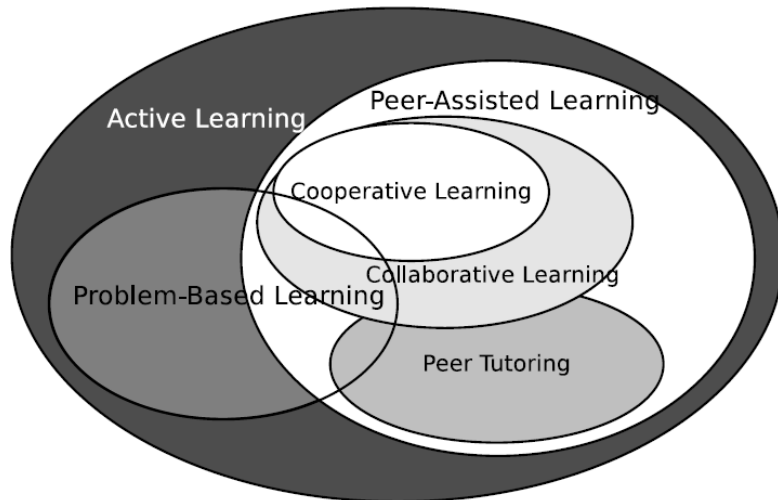 Peer-Assisted Learning
Active Learning
Cooperative Learning
Collaborative Learning
Problem-Based Learning
Peer Tutoring